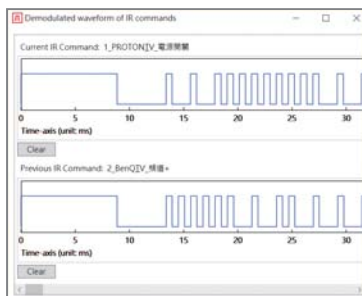 Demodulated waveform of IR commands
Current IR Command: 1_PROTONIV_電源開關
0 5 10 15 20 25 30
Time-axis (unit: ms)
Clear
Previous IR Command: 2_BenQIV_頻道+
0 5 10 15 20 25 30
Time-axis (unit: ms)
Clear